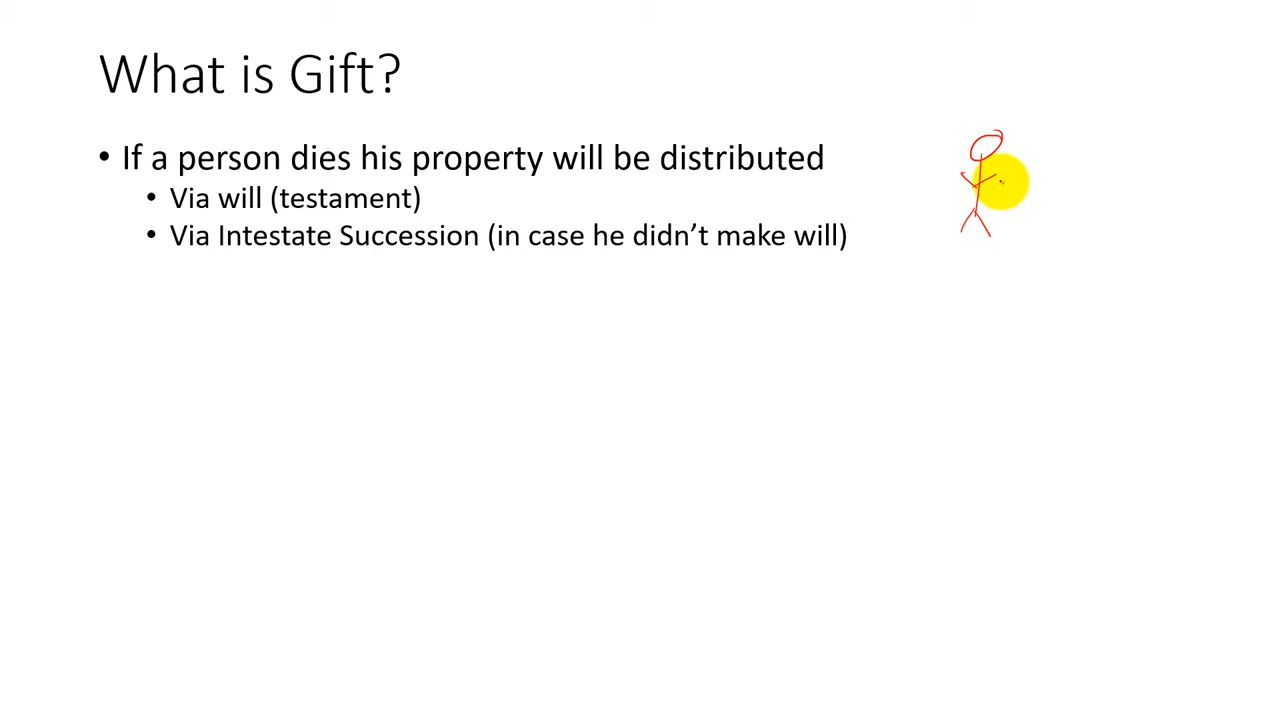 What is Gift?
• If a person dies his property will be distributed
• Via will (testament)
• Via Intestate Succession (in case he didn’t make will)